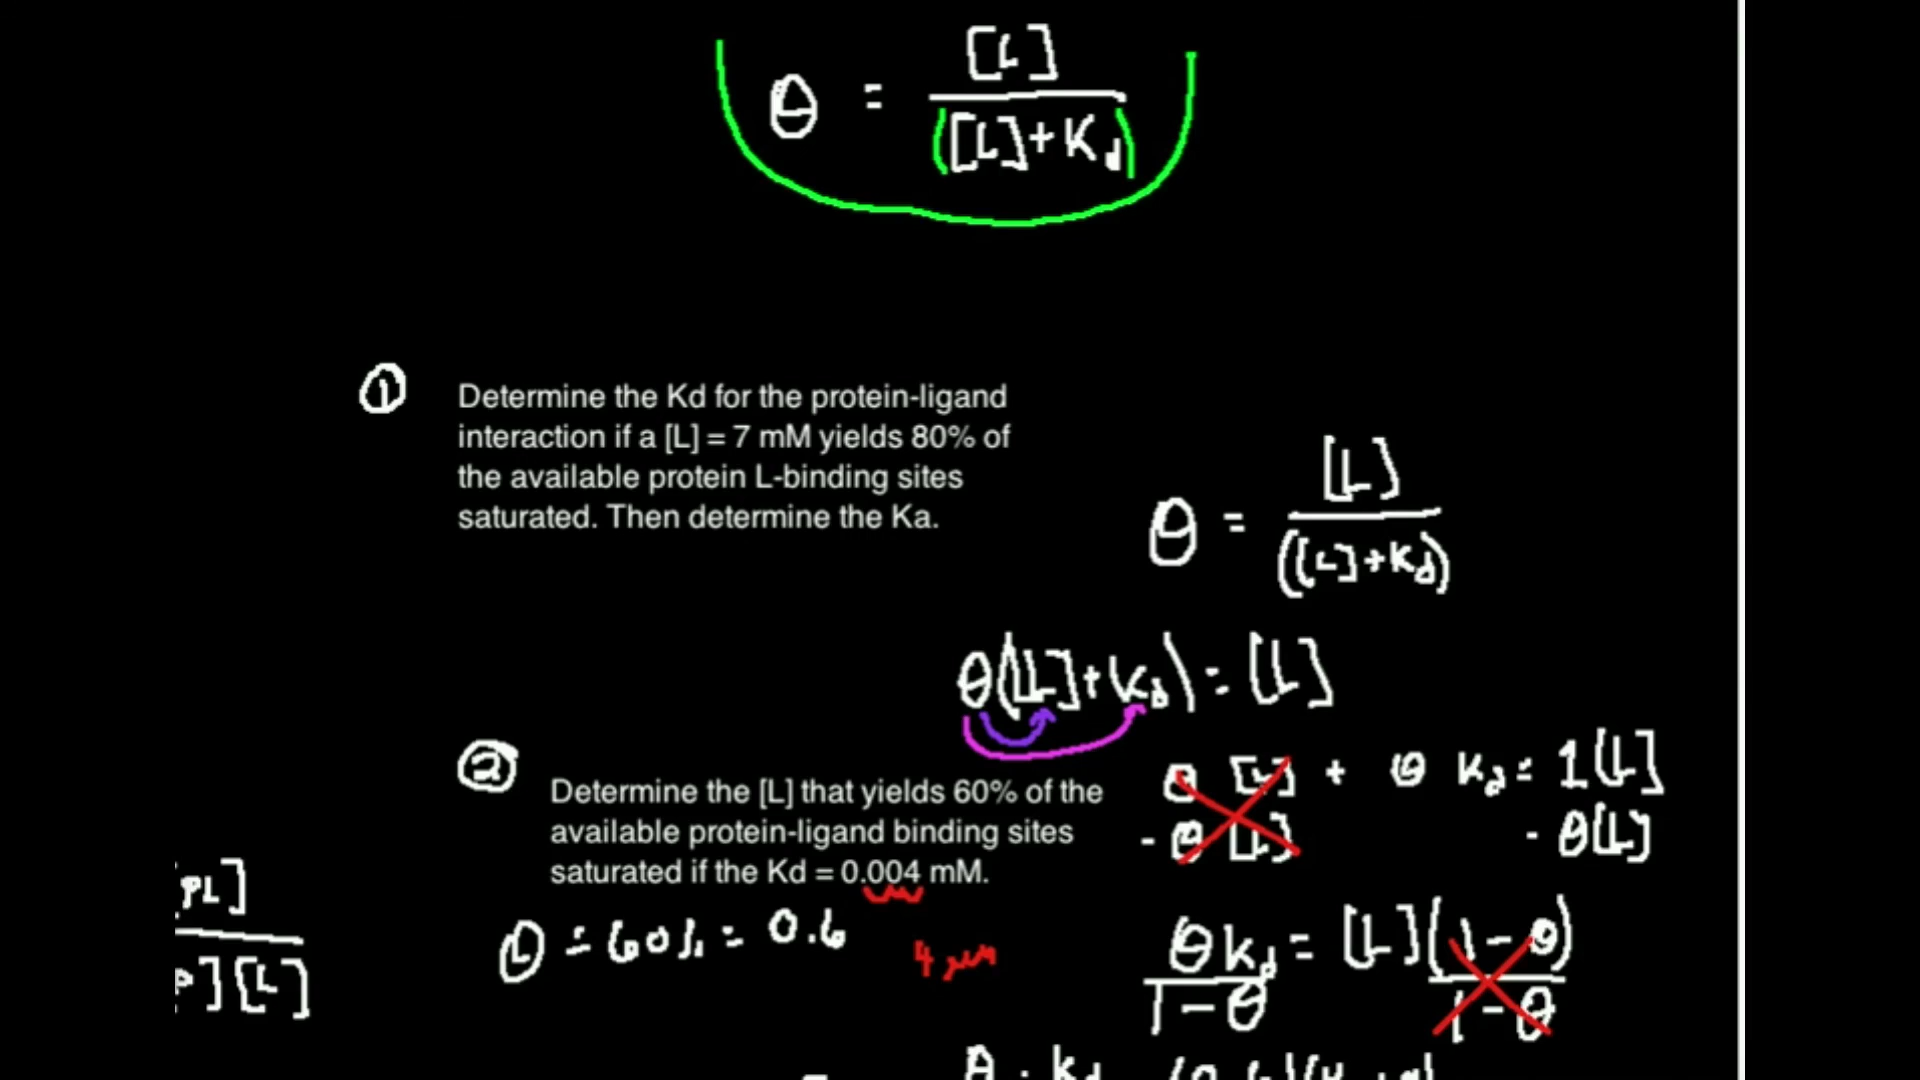 θ = [L] / ([L]+Kd)
① Determine the Kd for the protein-ligand
interaction if a [L] = 7 mM yields 80% of
the available protein L-binding sites
saturated. Then determine the Ka.
θ = [L] / ([L]+Kd)
θ([L]+Kd) = [L]
② Determine the [L] that yields 60% of the
available protein-ligand binding sites
saturated if the Kd = 0.004 mM.
θ [L] + θ Kd = 1[L]
- θ [L] - θ[L]
PL]
][L]
θ = 60% = 0.6
4 μM
θKd / 1-θ = [L](1-θ) / 1-θ
θ · Kd